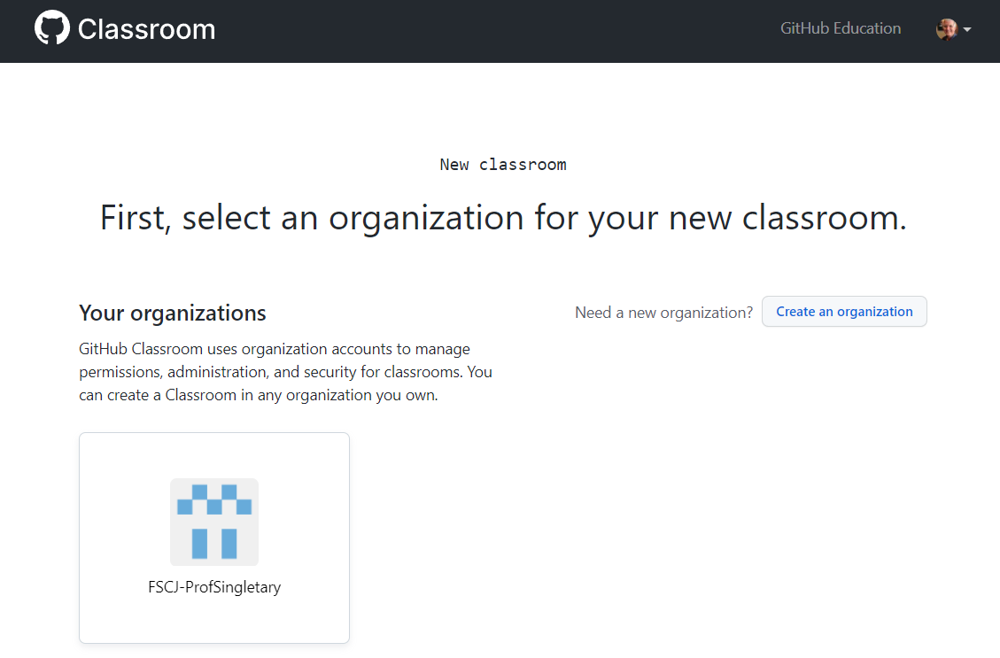 Classroom
GitHub Education
New classroom
First, select an organization for your new classroom.
Your organizations
Need a new organization?
Create an organization
GitHub Classroom uses organization accounts to manage
permissions, administration, and security for classrooms. You
can create a Classroom in any organization you own.
FSCJ-ProfSingletary